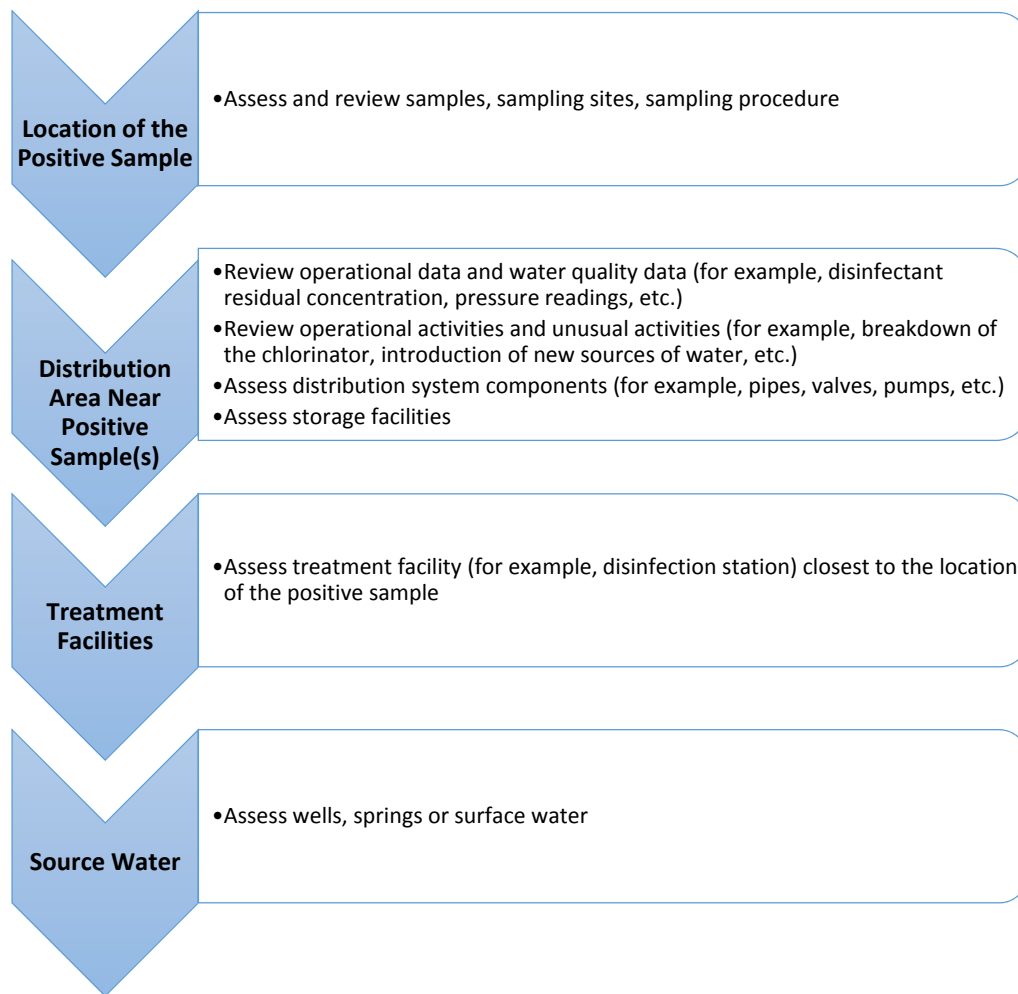 Location of the
Positive Sample
•Assess and review samples, sampling sites, sampling procedure
Distribution
Area Near
Positive
Sample(s)
•Review operational data and water quality data (for example, disinfectant
residual concentration, pressure readings, etc.)
•Review operational activities and unusual activities (for example, breakdown of
the chlorinator, introduction of new sources of water, etc.)
•Assess distribution system components (for example, pipes, valves, pumps, etc.)
•Assess storage facilities
Treatment
Facilities
•Assess treatment facility (for example, disinfection station) closest to the location
of the positive sample
Source Water
•Assess wells, springs or surface water